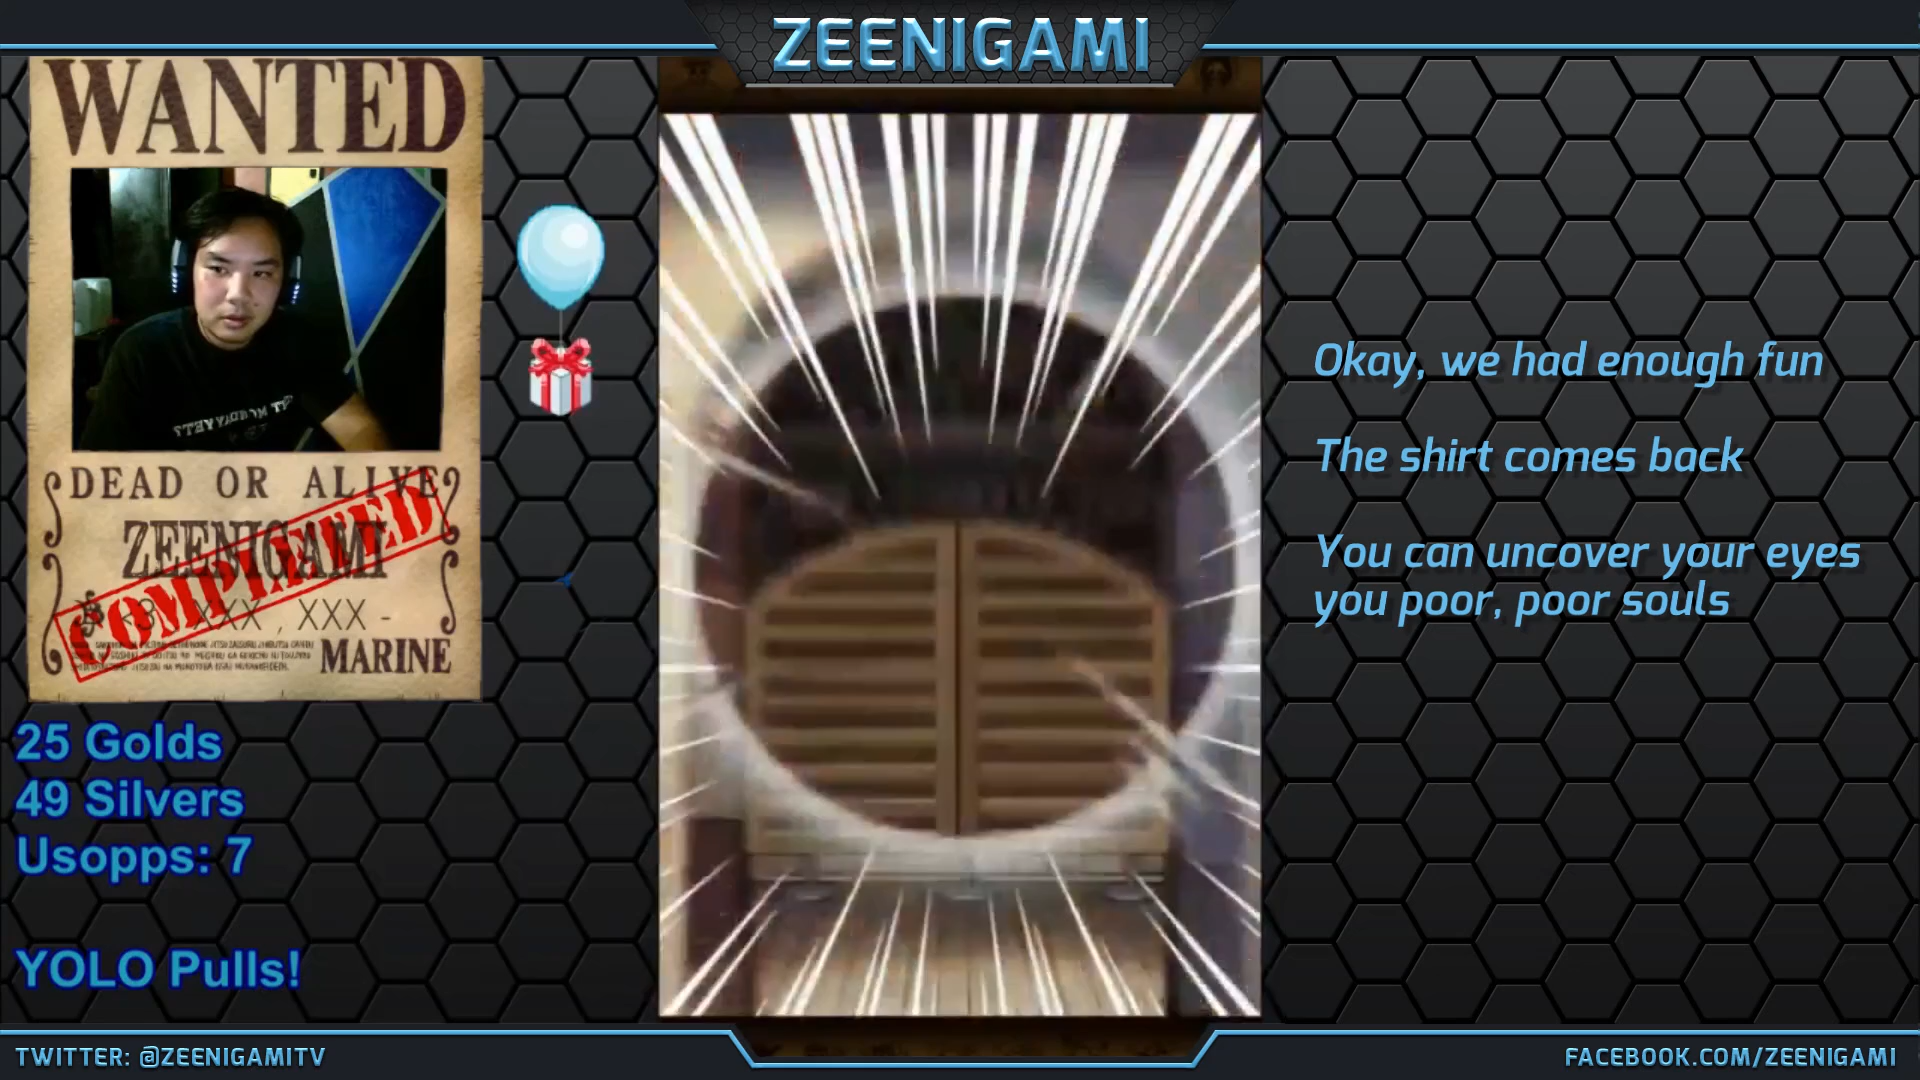 ZEENIGAMI
WANTED
DEAD OR ALIVE
ZEENIGAMI
COMPLETED
XXX, XXX -
MARINE
25 Golds
49 Silvers
Usopps: 7
YOLO Pulls!
Okay, we had enough fun
The shirt comes back
You can uncover your eyes
you poor, poor souls
TWITTER: @ZEENIGAMITV
FACEBOOK.COM/ZEENIGAMI